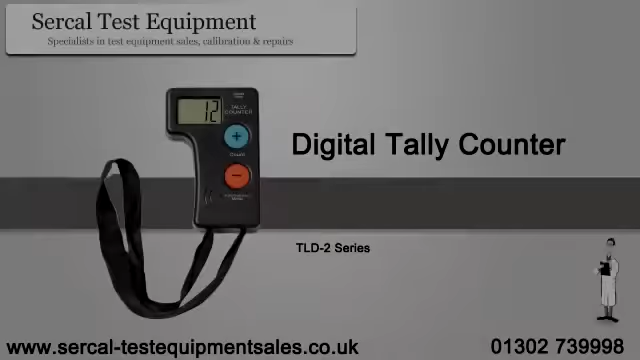 Sercal Test Equipment
Specialists in test equipment sales, calibration & repairs
12
TALLY
COUNTER
+
Digital Tally Counter
-
TLD-2 Series
www.sercal-testequipmentsales.co.uk
01302 739998